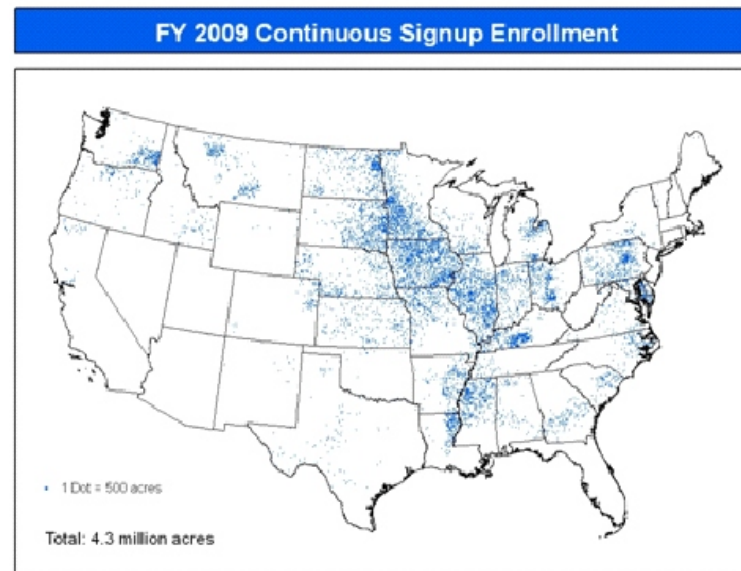 FY 2009 Continuous Signup Enrollment
1 Dot = 500 acres
Total: 4.3 million acres